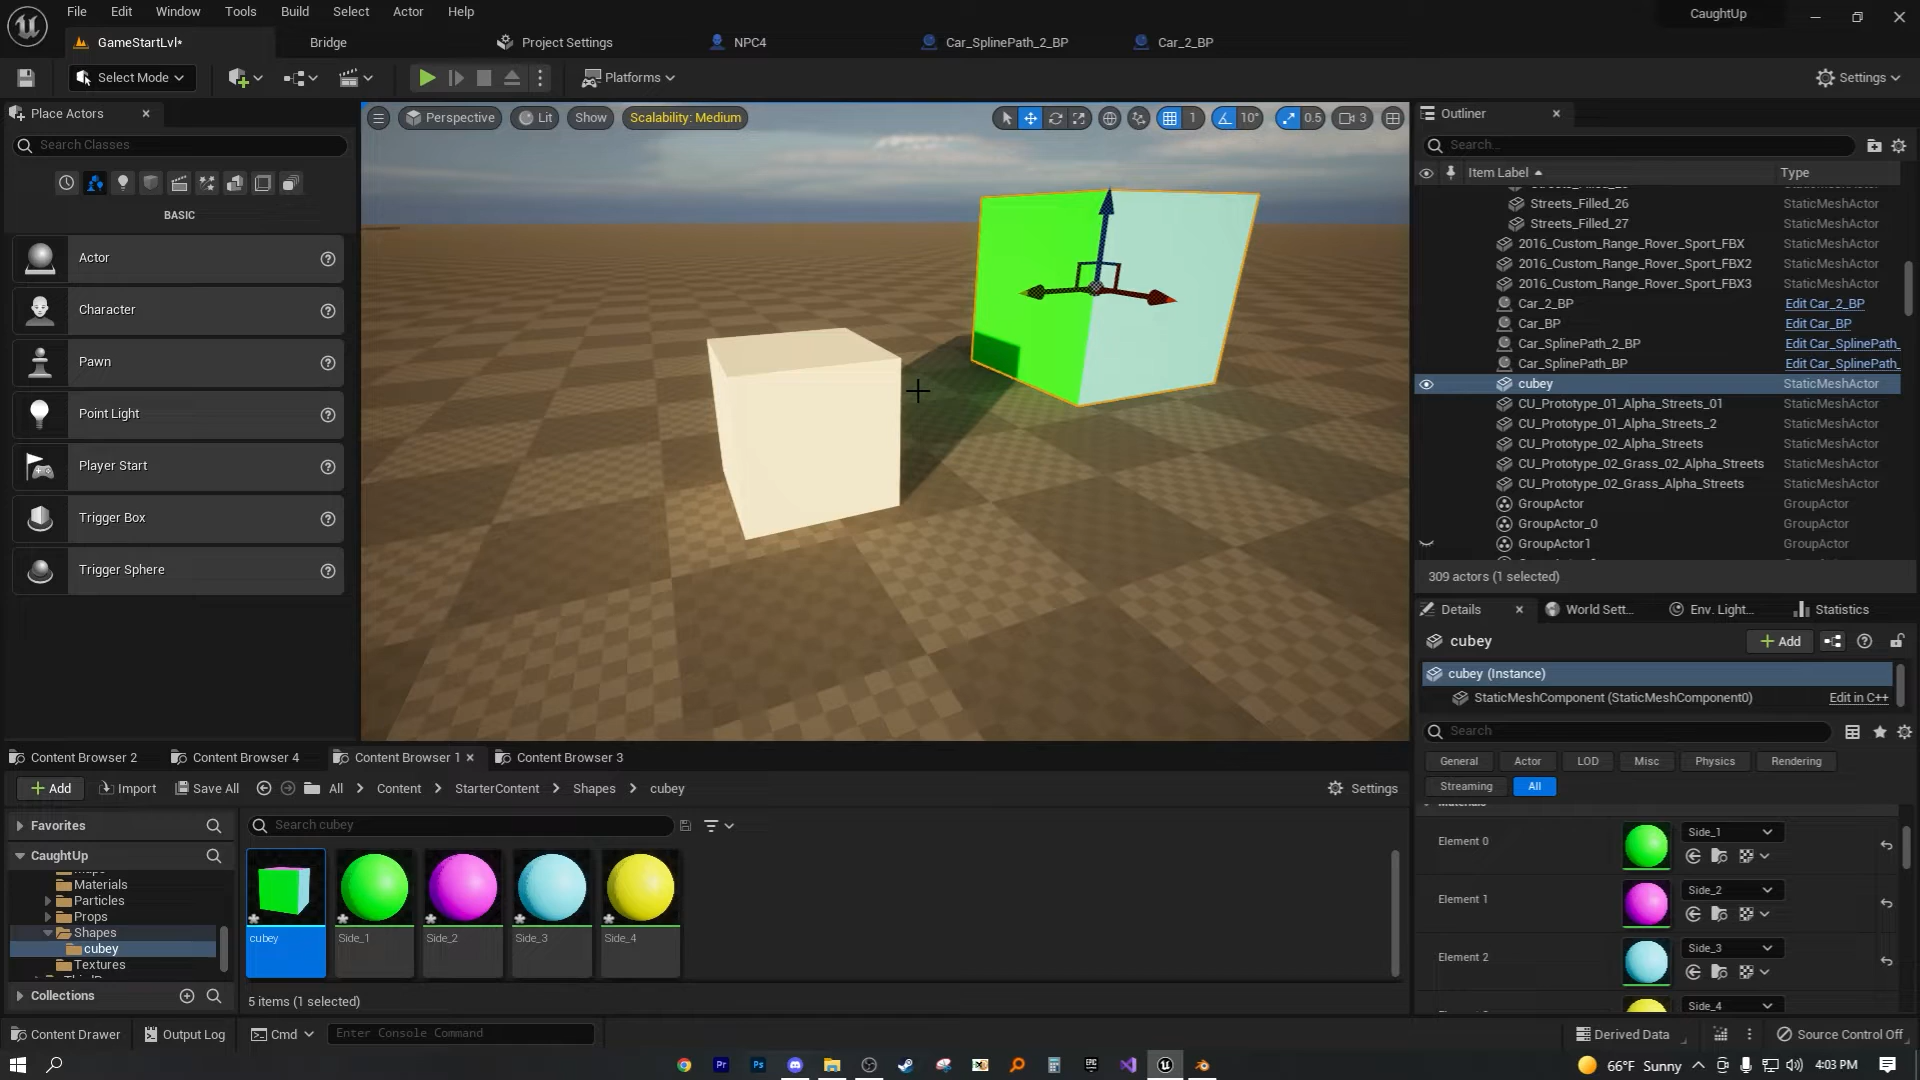 File Edit Window Tools Build Select Actor Help
CaughtUp
GameStartLvl* Bridge Project Settings NPC4 Car_SplinePath_2_BP Car_2_BP
Select Mode Platforms Settings
Place Actors
Search Classes
BASIC
Actor
Character
Pawn
Point Light
Player Start
Trigger Box
Trigger Sphere
Perspective Lit Show Scalability: Medium 1 10° 0.5 3
Outliner
Search...
Item Label Type
StaticMeshActor
Streets_Filled_26 StaticMeshActor
Streets_Filled_27 StaticMeshActor
2016_Custom_Range_Rover_Sport_FBX StaticMeshActor
2016_Custom_Range_Rover_Sport_FBX2 StaticMeshActor
2016_Custom_Range_Rover_Sport_FBX3 StaticMeshActor
Car_2_BP Edit Car_2_BP
Car_BP Edit Car_BP
Car_SplinePath_2_BP Edit Car_SplinePath_
Car_SplinePath_BP Edit Car_SplinePath_
cubey StaticMeshActor
CU_Prototype_01_Alpha_Streets_01 StaticMeshActor
CU_Prototype_01_Alpha_Streets_2 StaticMeshActor
CU_Prototype_02_Alpha_Streets StaticMeshActor
CU_Prototype_02_Grass_02_Alpha_Streets StaticMeshActor
CU_Prototype_02_Grass_Alpha_Streets StaticMeshActor
GroupActor GroupActor
GroupActor_0 GroupActor
GroupActor1 GroupActor
309 actors (1 selected)
Details World Sett... Env. Light... Statistics
cubey Add
cubey (Instance)
StaticMeshComponent (StaticMeshComponent0) Edit in C++
Search
General Actor LOD Misc Physics Rendering
Streaming All
Materials
Element 0 Side_1
Element 1 Side_2
Element 2 Side_3
Side_4
Content Browser 2 Content Browser 4 Content Browser 1 Content Browser 3
Add Import Save All All Content StarterContent Shapes cubey Settings
Favorites
CaughtUp
Maps
Materials
Particles
Props
Shapes
cubey
Textures
Collections
Search cubey
cubey Side_1 Side_2 Side_3 Side_4
5 items (1 selected)
Content Drawer Output Log Cmd Enter Console Command Derived Data Source Control Off
66°F Sunny 4:03 PM